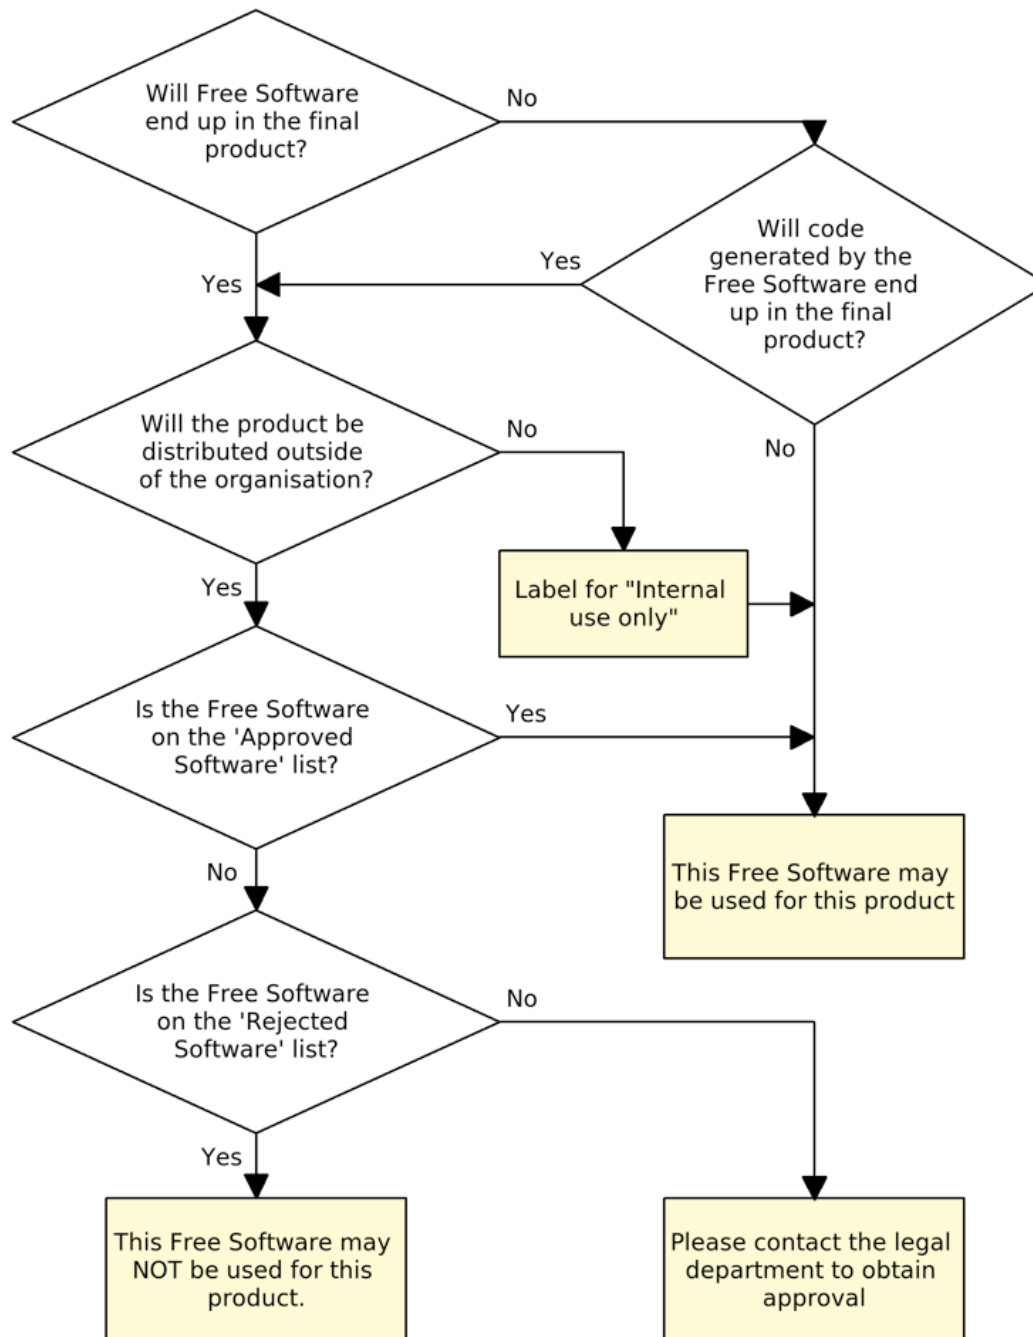 Will Free Software
end up in the final
product?
No
Will code
generated by the
Free Software end
up in the final
product?
Yes
Yes
Will the product be
distributed outside
of the organisation?
No
No
Label for "Internal
use only"
Yes
Is the Free Software
on the 'Approved
Software' list?
Yes
This Free Software may
be used for this product
No
Is the Free Software
on the 'Rejected
Software' list?
No
Yes
This Free Software may
NOT be used for this
product.
Please contact the legal
department to obtain
approval